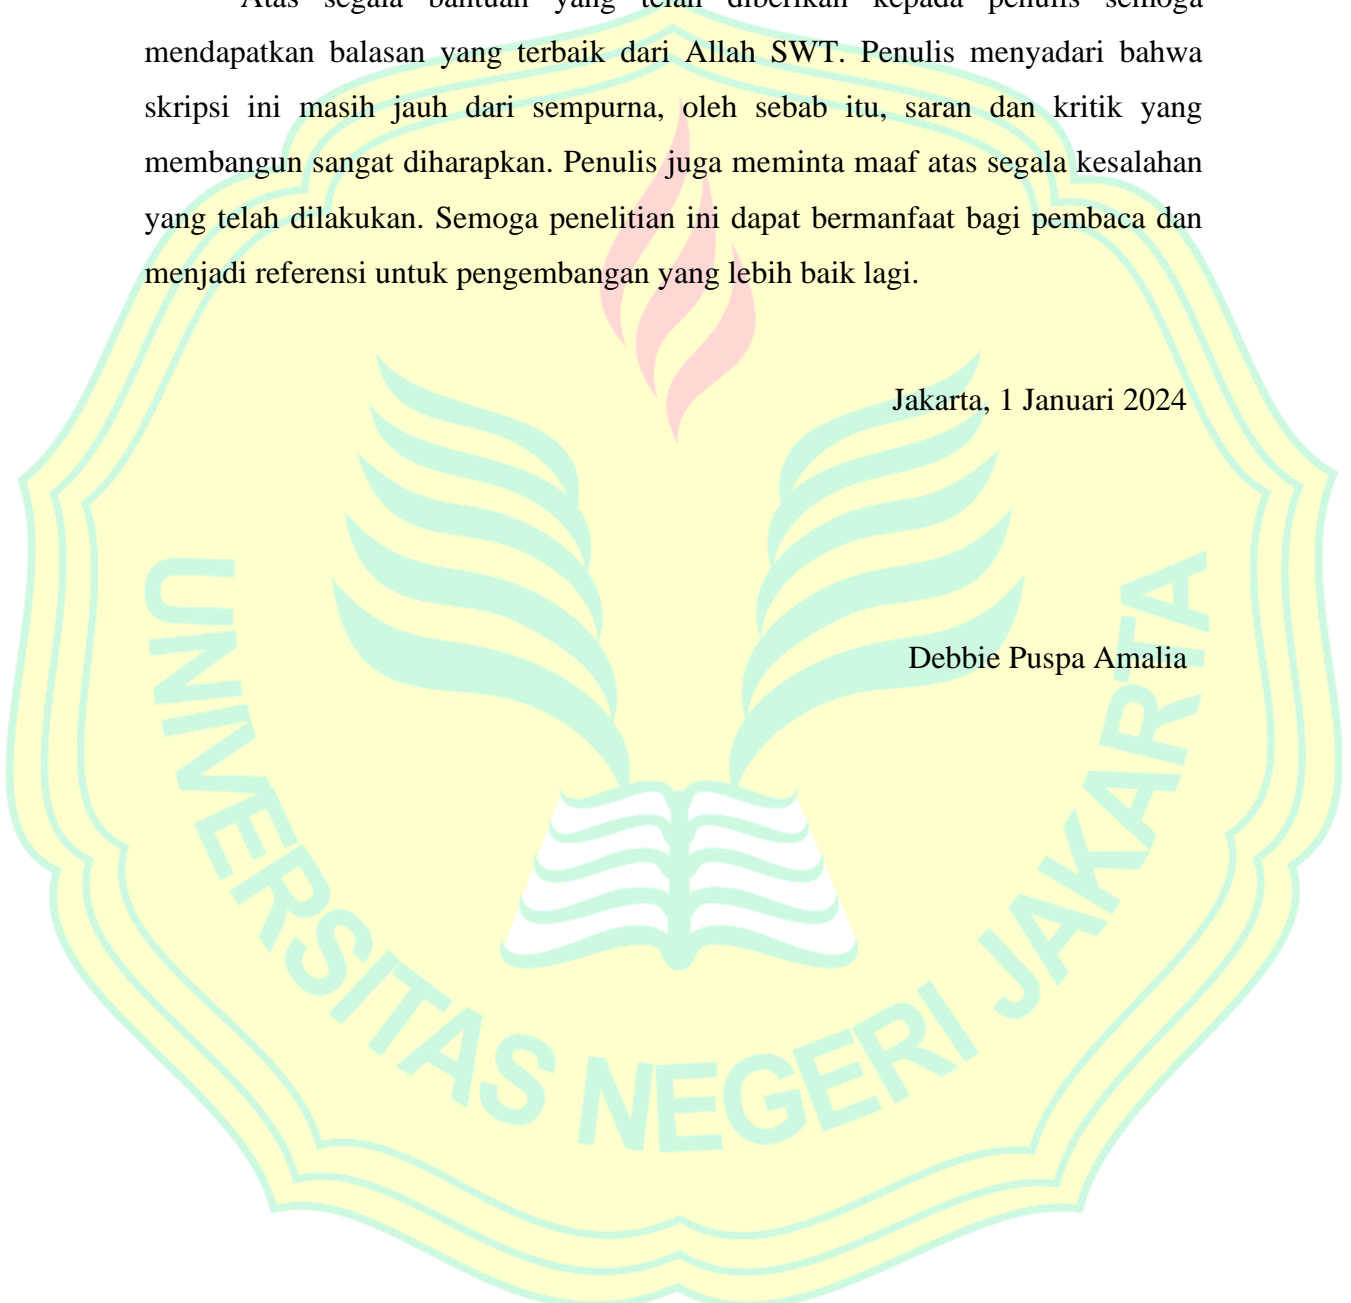 Atas segala bantuan yang telah diberikan kepada penulis semoga
mendapatkan balasan yang terbaik dari Allah SWT. Penulis menyadari bahwa
skripsi ini masih jauh dari sempurna, oleh sebab itu, saran dan kritik yang
membangun sangat diharapkan. Penulis juga meminta maaf atas segala kesalahan
yang telah dilakukan. Semoga penelitian ini dapat bermanfaat bagi pembaca dan
menjadi referensi untuk pengembangan yang lebih baik lagi.
Jakarta, 1 Januari 2024
Debbie Puspa Amalia
UNIVERSITAS NEGERI JAKARTA